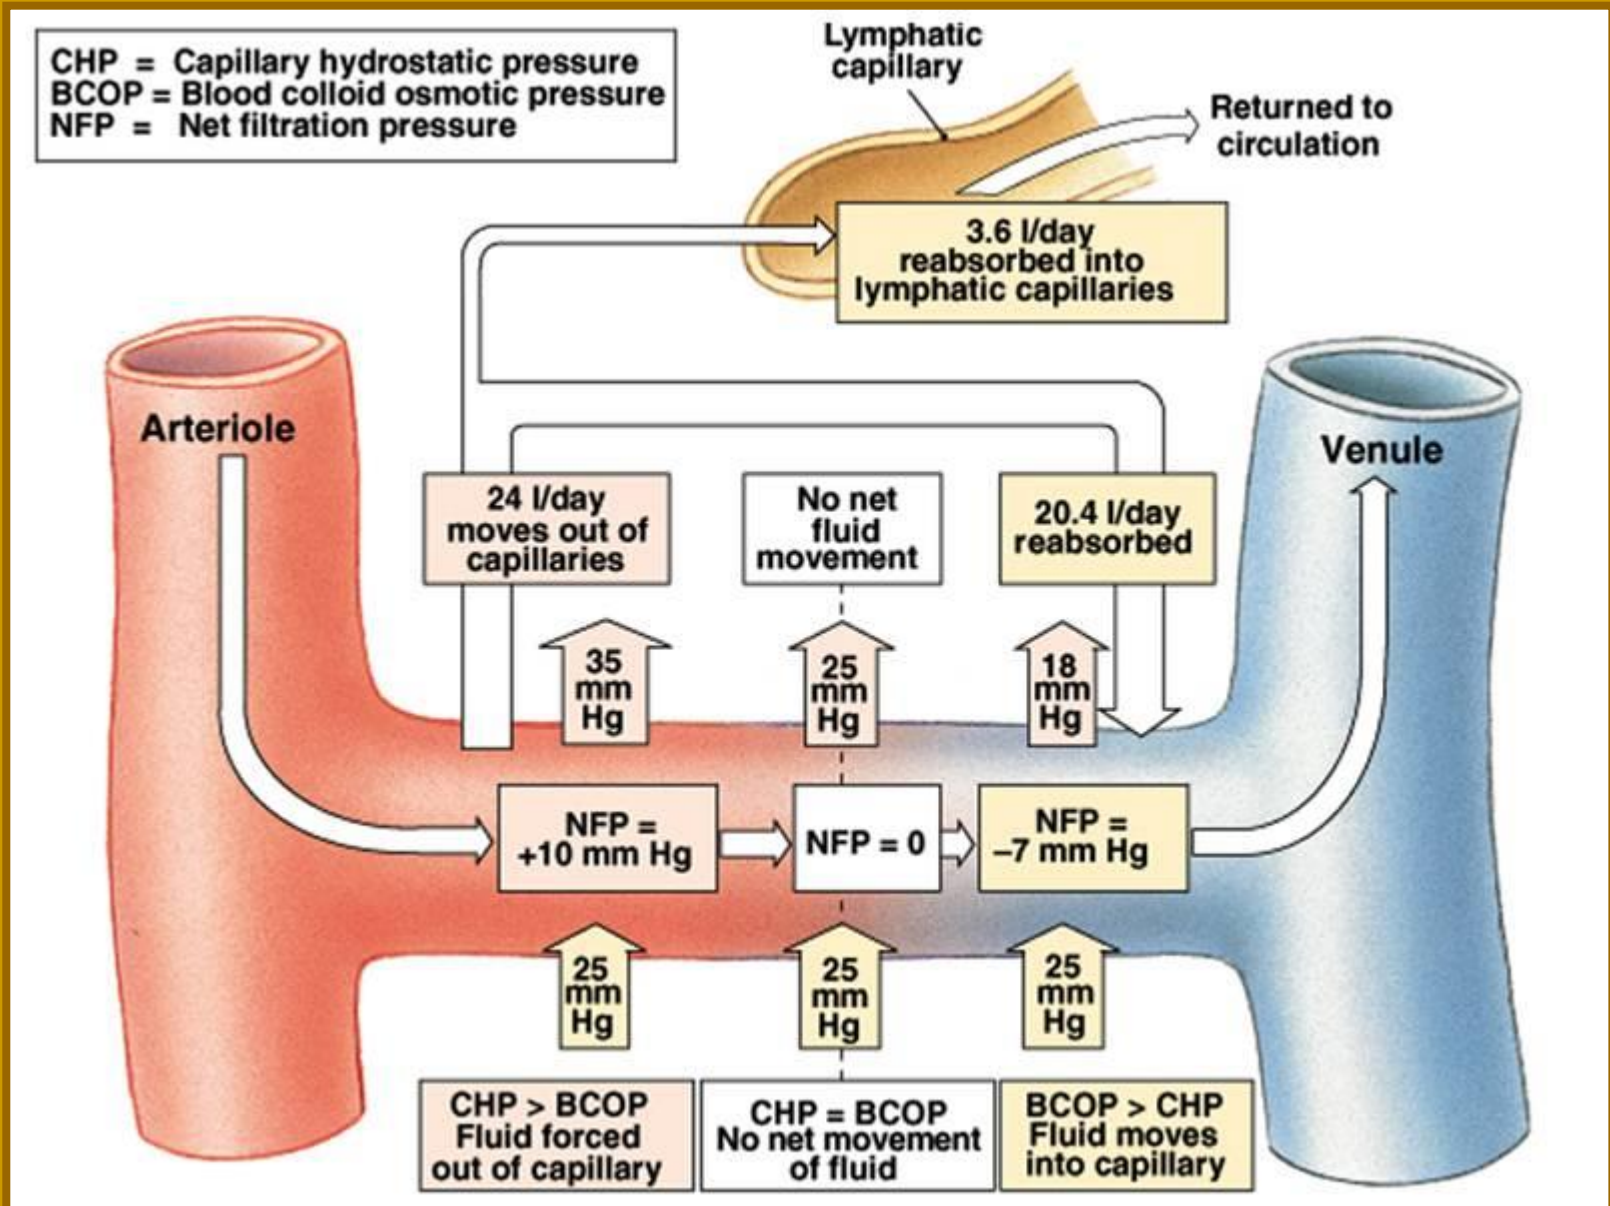 CHP = Capillary hydrostatic pressure
BCOP = Blood colloid osmotic pressure
NFP = Net filtration pressure
Lymphatic
capillary
Returned to
circulation
3.6 l/day
reabsorbed into
lymphatic capillaries
Arteriole
Venule
24 l/day
moves out of
capillaries
No net
fluid
movement
20.4 l/day
reabsorbed
35
mm
Hg
25
mm
Hg
18
mm
Hg
NFP =
+10 mm Hg
NFP = 0
NFP =
–7 mm Hg
25
mm
Hg
25
mm
Hg
25
mm
Hg
CHP > BCOP
Fluid forced
out of capillary
CHP = BCOP
No net movement
of fluid
BCOP > CHP
Fluid moves
into capillary